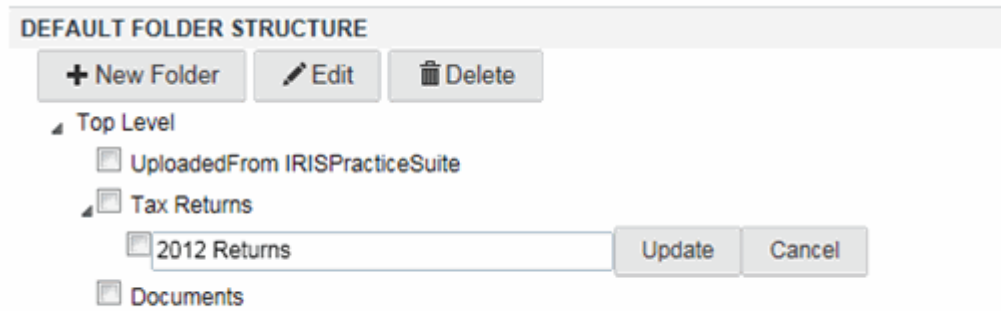 DEFAULT FOLDER STRUCTURE
New Folder Edit Delete
Top Level
UploadedFrom IRISPracticeSuite
Tax Returns
2012 Returns Update Cancel
Documents